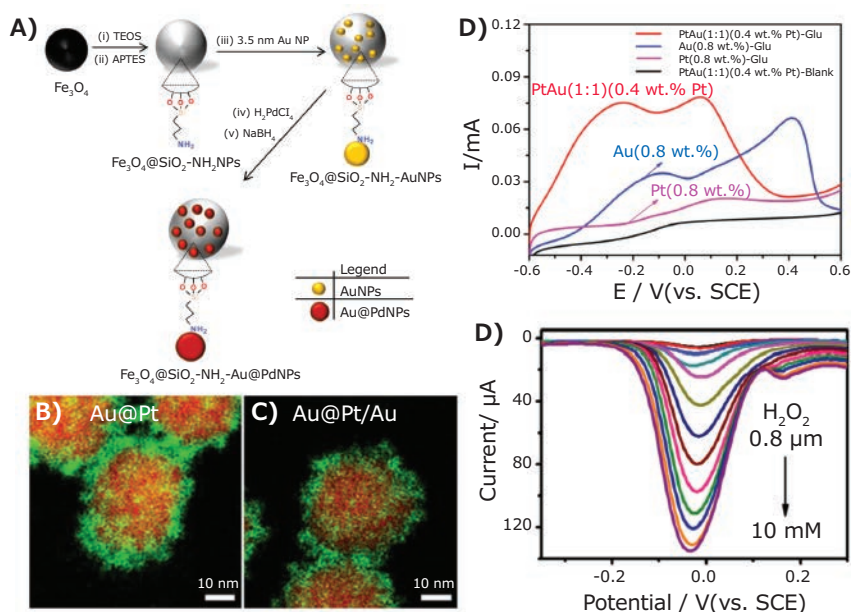 A)
(i) TEOS
(ii) APTES
(iii) 3.5 nm Au NP
Fe3O4
NH2
Fe3O4@SiO2-NH2NPs
(iv) H2PdCl4
(v) NaBH4
NH2
Fe3O4@SiO2-NH2-AuNPs
NH2
Fe3O4@SiO2-NH2-Au@PdNPs
Legend
AuNPs
Au@PdNPs
B) Au@Pt
10 nm
C) Au@Pt/Au
10 nm
D)
PtAu(1:1)(0.4 wt.% Pt)-Glu
Au(0.8 wt.%)-Glu
Pt(0.8 wt.%)-Glu
PtAu(1:1)(0.4 wt.% Pt)-Blank
PtAu(1:1)(0.4 wt.% Pt)
Au(0.8 wt.%)
Pt(0.8 wt.%)
I/mA
0.12
0.09
0.06
0.03
0.00
-0.6 -0.4 -0.2 0.0 0.2 0.4 0.6
E / V(vs. SCE)
D)
Current/ μA
0
40
80
120
H2O2
0.8 μm
10 mM
-0.2 0.0 0.2
Potential / V(vs. SCE)